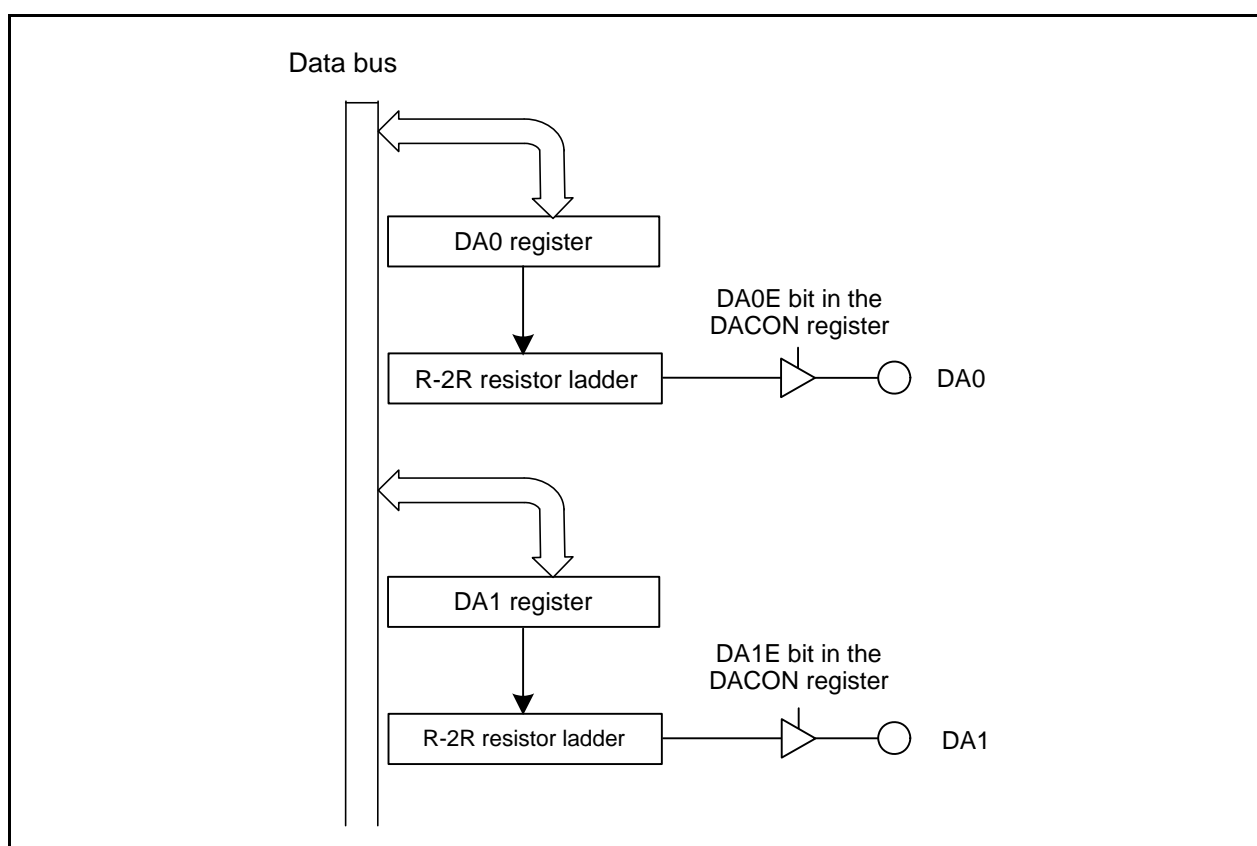 Data bus
DA0 register
DA0E bit in the
DACON register
R-2R resistor ladder
DA0
DA1 register
DA1E bit in the
DACON register
R-2R resistor ladder
DA1